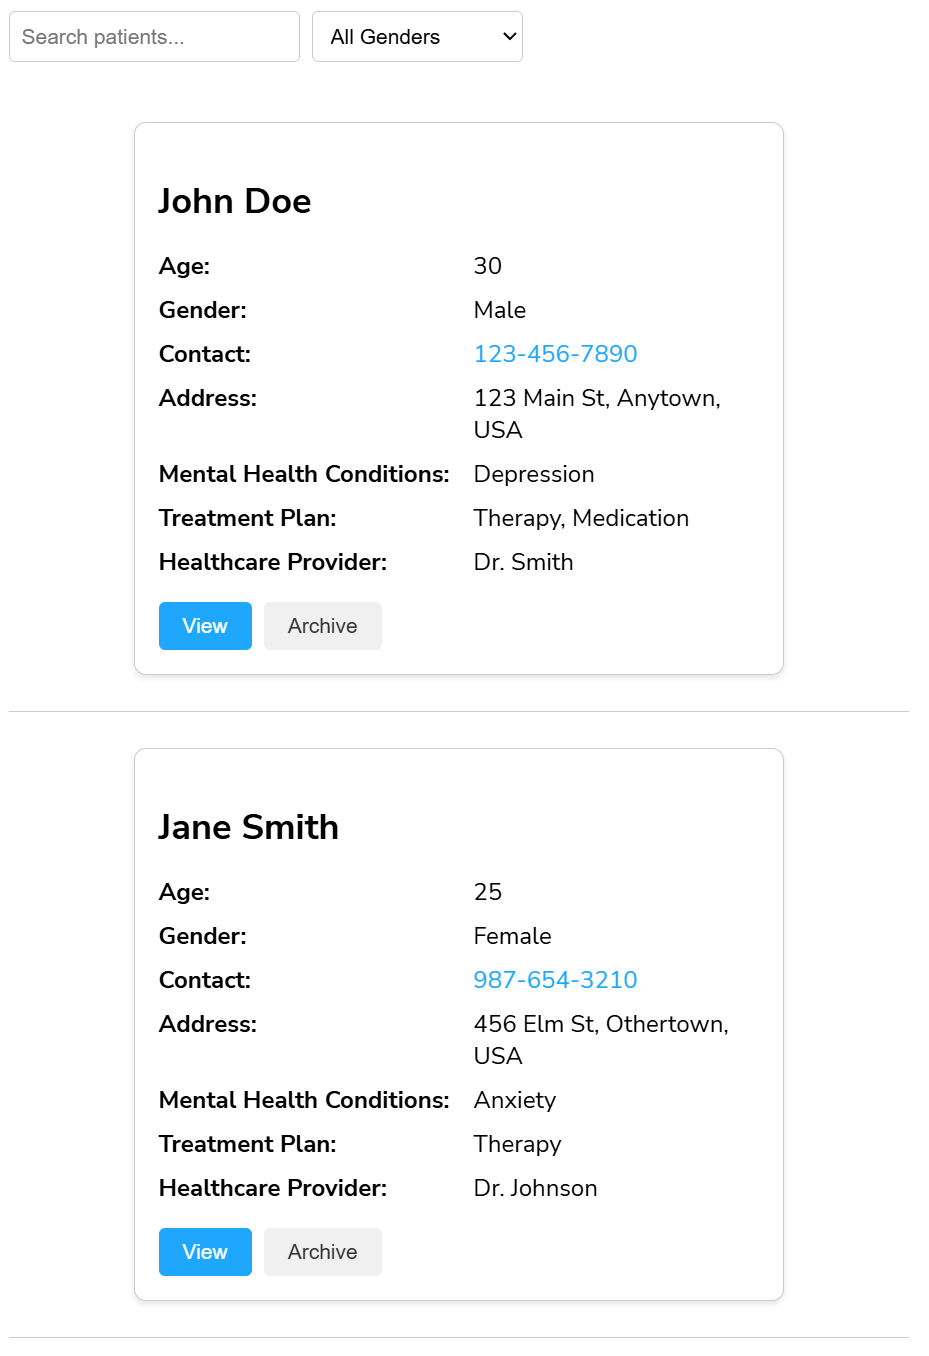 Search patients...
All Genders
John Doe
Age: 30
Gender: Male
Contact: 123-456-7890
Address: 123 Main St, Anytown,
USA
Mental Health Conditions: Depression
Treatment Plan: Therapy, Medication
Healthcare Provider: Dr. Smith
View Archive
Jane Smith
Age: 25
Gender: Female
Contact: 987-654-3210
Address: 456 Elm St, Othertown,
USA
Mental Health Conditions: Anxiety
Treatment Plan: Therapy
Healthcare Provider: Dr. Johnson
View Archive